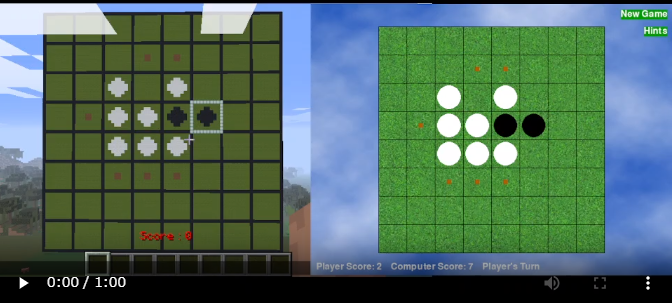 New Game
Hints
Score : 0
Player Score: 2 Computer Score: 7 Player's Turn
0:00 / 1:00